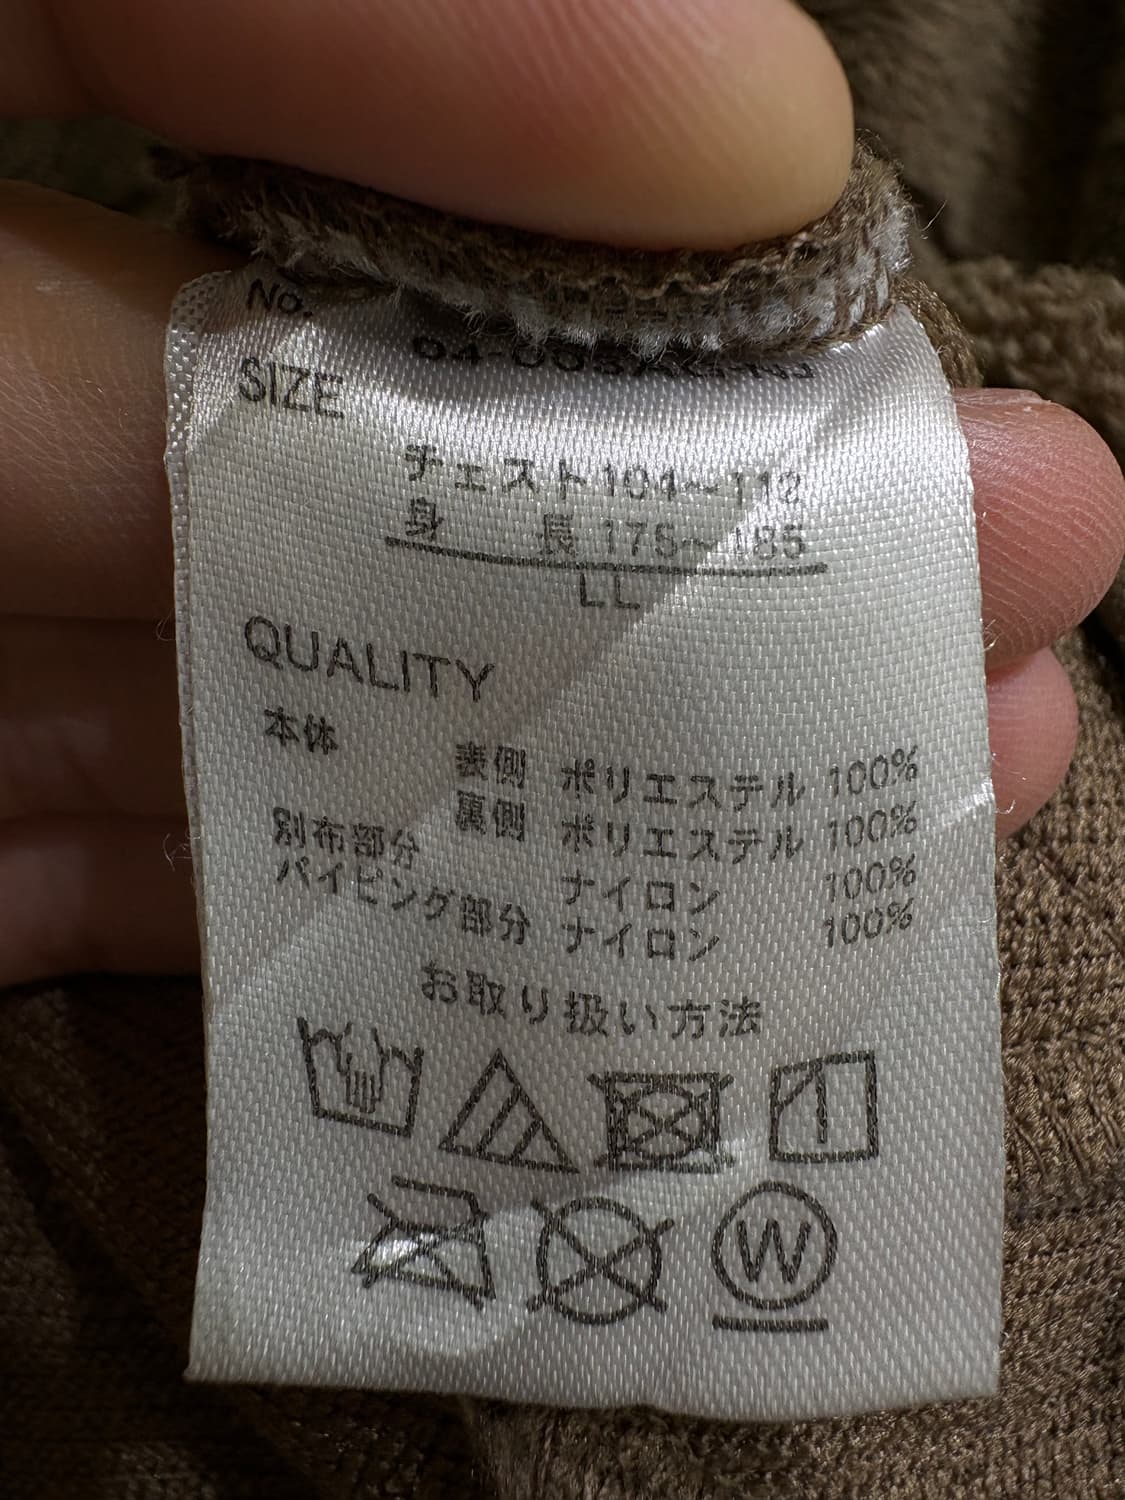 No.
SIZE
チェスト104～112
身長 175～185
LL
QUALITY
本体 表側 ポリエステル 100%
裏側 ポリエステル 100%
別布部分 ナイロン 100%
パイピング部分 ナイロン 100%
お取り扱い方法
W